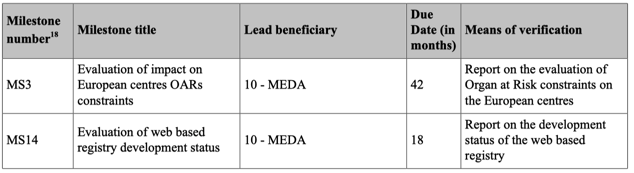 Milestone number18
Milestone title
Lead beneficiary
Due Date (in months)
Means of verification
MS3
Evaluation of impact on
European centres OARs
constraints
10 - MEDA
42
Report on the evaluation of
Organ at Risk constraints on
the European centres
MS14
Evaluation of web based
registry development status
10 - MEDA
18
Report on the development
status of the web based
registry